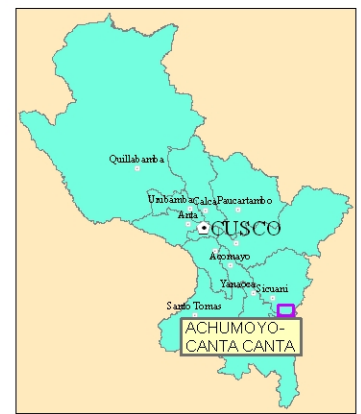 Quillabamba
Urubamba Calca Paucartambo
Anta
CUSCO
Acomayo
Yanaoca Sicuani
Santo Tomas
ACHUMOYO-
CANTA CANTA